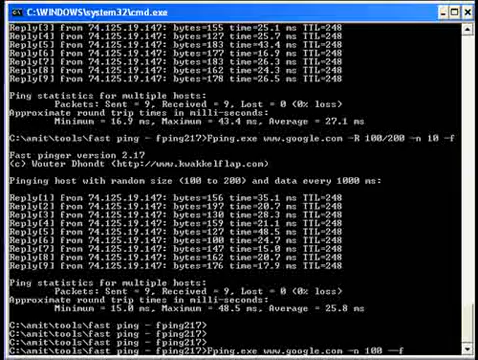 C:\WINDOWS\system32\cmd.exe
Reply[3] from 74.125.19.147: bytes=155 time=25.1 ms TTL=248
Reply[4] from 74.125.19.147: bytes=127 time=25.7 ms TTL=248
Reply[5] from 74.125.19.147: bytes=183 time=43.4 ms TTL=248
Reply[6] from 74.125.19.147: bytes=177 time=16.9 ms TTL=248
Reply[7] from 74.125.19.147: bytes=183 time=26.3 ms TTL=248
Reply[8] from 74.125.19.147: bytes=162 time=24.3 ms TTL=248
Reply[9] from 74.125.19.147: bytes=178 time=26.5 ms TTL=248
Ping statistics for multiple hosts:
Packets: Sent = 9, Received = 9, Lost = 0 (0% loss)
Approximate round trip times in milli-seconds:
Minimum = 16.9 ms, Maximum = 43.4 ms, Average = 27.1 ms
C:\amit\tools\fast ping - fping217>Fping.exe www.google.com -R 100/200 -n 10 -f
Fast pinger version 2.17
(c) Wouter Dhondt (http://www.kwakkelflap.com)
Pinging host with random size (100 to 200) and data every 1000 ms:
Reply[1] from 74.125.19.147: bytes=156 time=35.1 ms TTL=248
Reply[2] from 74.125.19.147: bytes=197 time=20.7 ms TTL=248
Reply[3] from 74.125.19.147: bytes=130 time=28.3 ms TTL=248
Reply[4] from 74.125.19.147: bytes=159 time=21.1 ms TTL=248
Reply[5] from 74.125.19.147: bytes=127 time=48.5 ms TTL=248
Reply[6] from 74.125.19.147: bytes=100 time=24.7 ms TTL=248
Reply[7] from 74.125.19.147: bytes=147 time=15.0 ms TTL=248
Reply[8] from 74.125.19.147: bytes=162 time=20.7 ms TTL=248
Reply[9] from 74.125.19.147: bytes=176 time=17.9 ms TTL=248
Ping statistics for multiple hosts:
Packets: Sent = 9, Received = 9, Lost = 0 (0% loss)
Approximate round trip times in milli-seconds:
Minimum = 15.0 ms, Maximum = 48.5 ms, Average = 25.8 ms
C:\amit\tools\fast ping - fping217>
C:\amit\tools\fast ping - fping217>
C:\amit\tools\fast ping - fping217>
C:\amit\tools\fast ping - fping217>Fping.exe www.google.com -n 100 --f